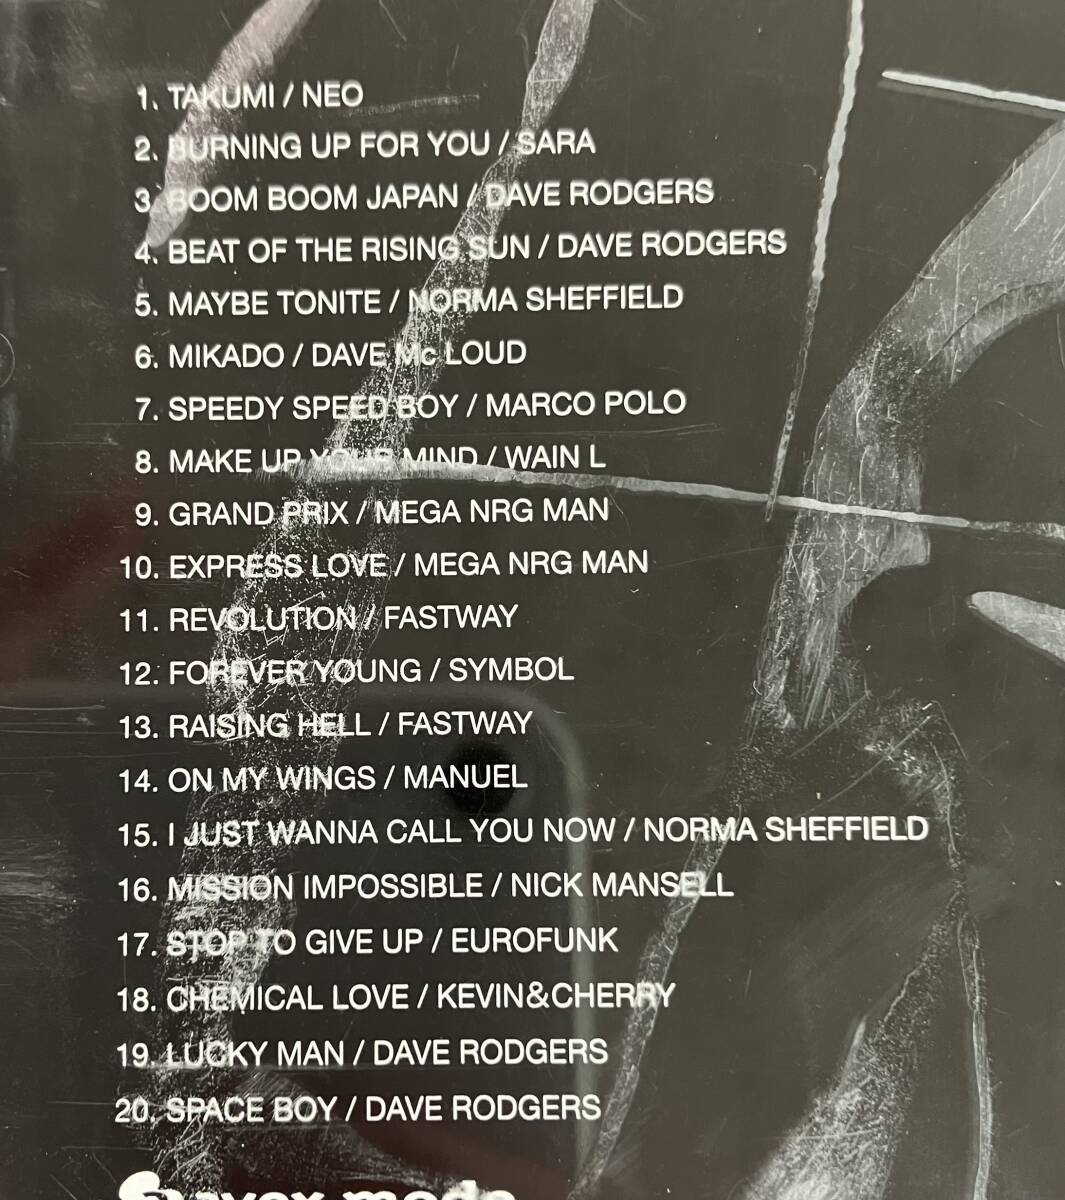 1. TAKUMI / NEO
2. BURNING UP FOR YOU / SARA
3. BOOM BOOM JAPAN / DAVE RODGERS
4. BEAT OF THE RISING SUN / DAVE RODGERS
5. MAYBE TONITE / NORMA SHEFFIELD
6. MIKADO / DAVE Mc LOUD
7. SPEEDY SPEED BOY / MARCO POLO
8. MAKE UP YOUR MIND / WAIN L
9. GRAND PRIX / MEGA NRG MAN
10. EXPRESS LOVE / MEGA NRG MAN
11. REVOLUTION / FASTWAY
12. FOREVER YOUNG / SYMBOL
13. RAISING HELL / FASTWAY
14. ON MY WINGS / MANUEL
15. I JUST WANNA CALL YOU NOW / NORMA SHEFFIELD
16. MISSION IMPOSSIBLE / NICK MANSELL
17. STOP TO GIVE UP / EUROFUNK
18. CHEMICAL LOVE / KEVIN&CHERRY
19. LUCKY MAN / DAVE RODGERS
20. SPACE BOY / DAVE RODGERS
avex mode